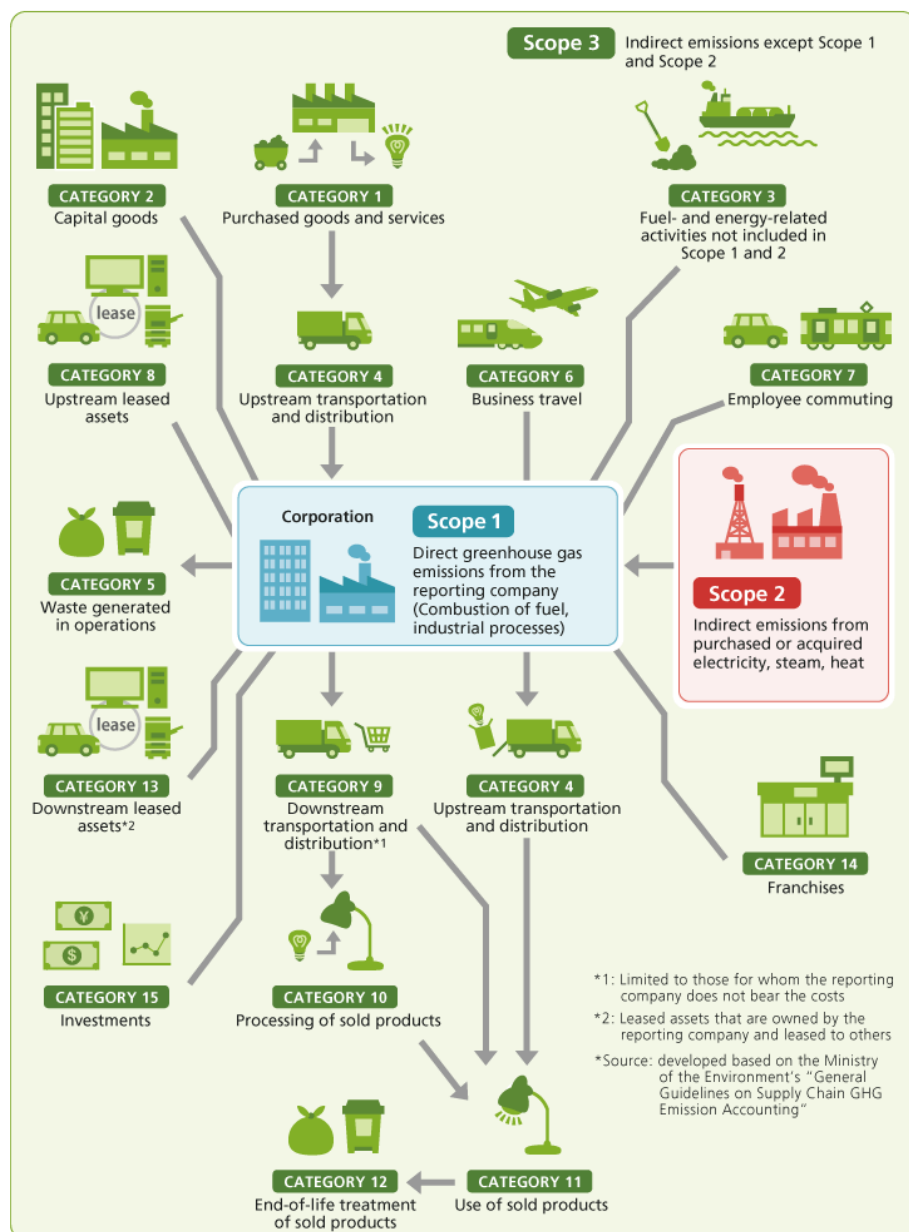 Scope 3
Indirect emissions except Scope 1
and Scope 2
CATEGORY 2
Capital goods
CATEGORY 1
Purchased goods and services
CATEGORY 3
Fuel- and energy-related
activities not included in
Scope 1 and 2
lease
CATEGORY 8
Upstream leased
assets
CATEGORY 4
Upstream transportation
and distribution
CATEGORY 6
Business travel
CATEGORY 7
Employee commuting
Corporation
Scope 1
Direct greenhouse gas
emissions from the
reporting company
(Combustion of fuel,
industrial processes)
Scope 2
Indirect emissions from
purchased or acquired
electricity, steam, heat
CATEGORY 5
Waste generated
in operations
lease
CATEGORY 13
Downstream leased
assets*2
CATEGORY 9
Downstream
transportation and
distribution*1
CATEGORY 4
Upstream transportation
and distribution
CATEGORY 14
Franchises
¥
$
CATEGORY 15
Investments
CATEGORY 10
Processing of sold products
*1: Limited to those for whom the reporting
company does not bear the costs
*2: Leased assets that are owned by the
reporting company and leased to others
*Source: developed based on the Ministry
of the Environment's "General
Guidelines on Supply Chain GHG
Emission Accounting"
CATEGORY 12
End-of-life treatment
of sold products
CATEGORY 11
Use of sold products